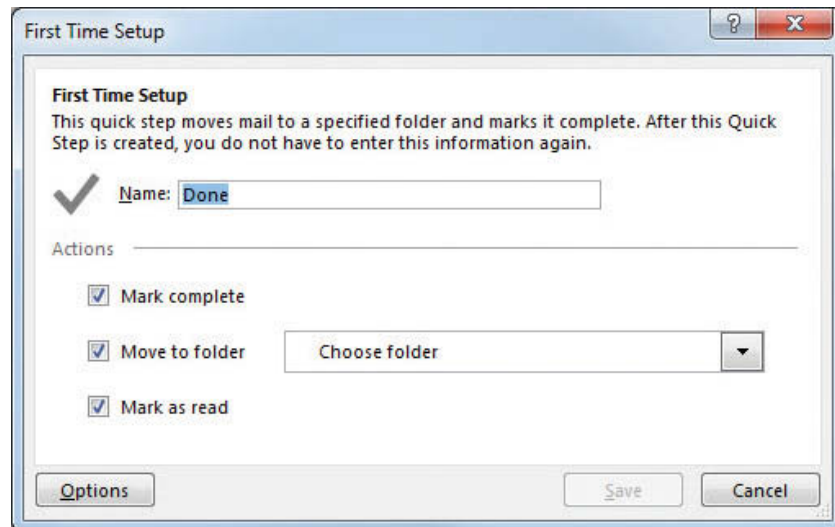 First Time Setup
First Time Setup
This quick step moves mail to a specified folder and marks it complete. After this Quick
Step is created, you do not have to enter this information again.
Name: Done
Actions
Mark complete
Move to folder Choose folder
Mark as read
Options Save Cancel